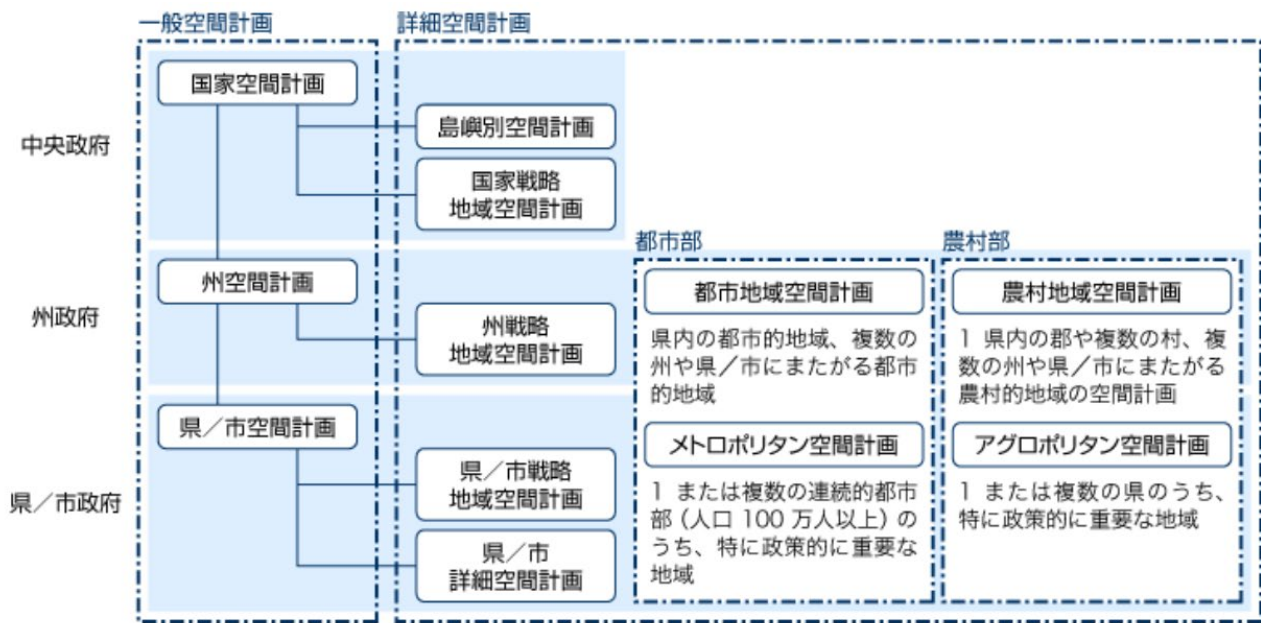 一般空間計画
詳細空間計画
中央政府
国家空間計画
島嶼別空間計画
国家戦略
地域空間計画
都市部
農村部
州政府
州空間計画
州戦略
地域空間計画
都市地域空間計画
県内の都市的地域、複数の
州や県／市にまたがる都市
的地域
農村地域空間計画
1 県内の郡や複数の村、複
数の州や県／市にまたがる
農村的地域の空間計画
県／市政府
県／市空間計画
県／市戦略
地域空間計画
県／市
詳細空間計画
メトロポリタン空間計画
1 または複数の連続的都市
部（人口 100 万人以上）の
うち、特に政策的に重要な
地域
アグロポリタン空間計画
1 または複数の県のうち、
特に政策的に重要な地域